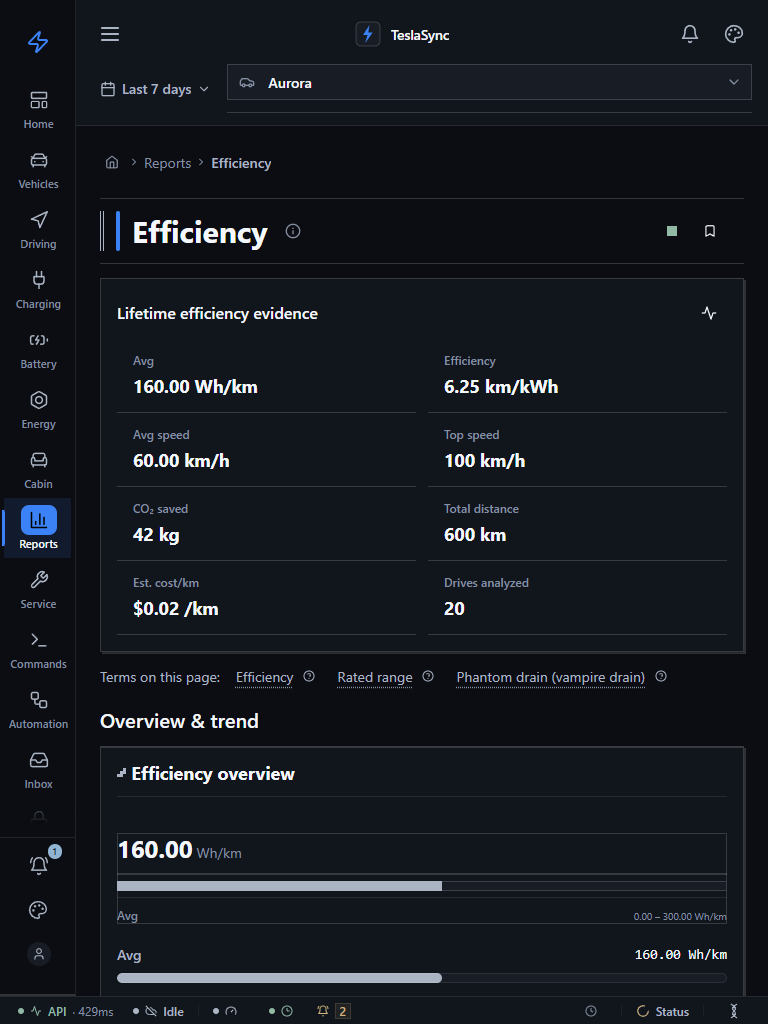 TeslaSync
Last 7 days
Aurora
Home
Vehicles
Driving
Charging
Battery
Energy
Cabin
Reports
Service
Commands
Automation
Inbox
1
Reports
Efficiency
Efficiency
Lifetime efficiency evidence
Avg
160.00 Wh/km
Efficiency
6.25 km/kWh
Avg speed
60.00 km/h
Top speed
100 km/h
CO₂ saved
42 kg
Total distance
600 km
Est. cost/km
$0.02 /km
Drives analyzed
20
Terms on this page: Efficiency Rated range Phantom drain (vampire drain)
Overview & trend
Efficiency overview
160.00 Wh/km
Avg 0.00 – 300.00 Wh/km
Avg 160.00 Wh/km
API · 429ms Idle 2 Status